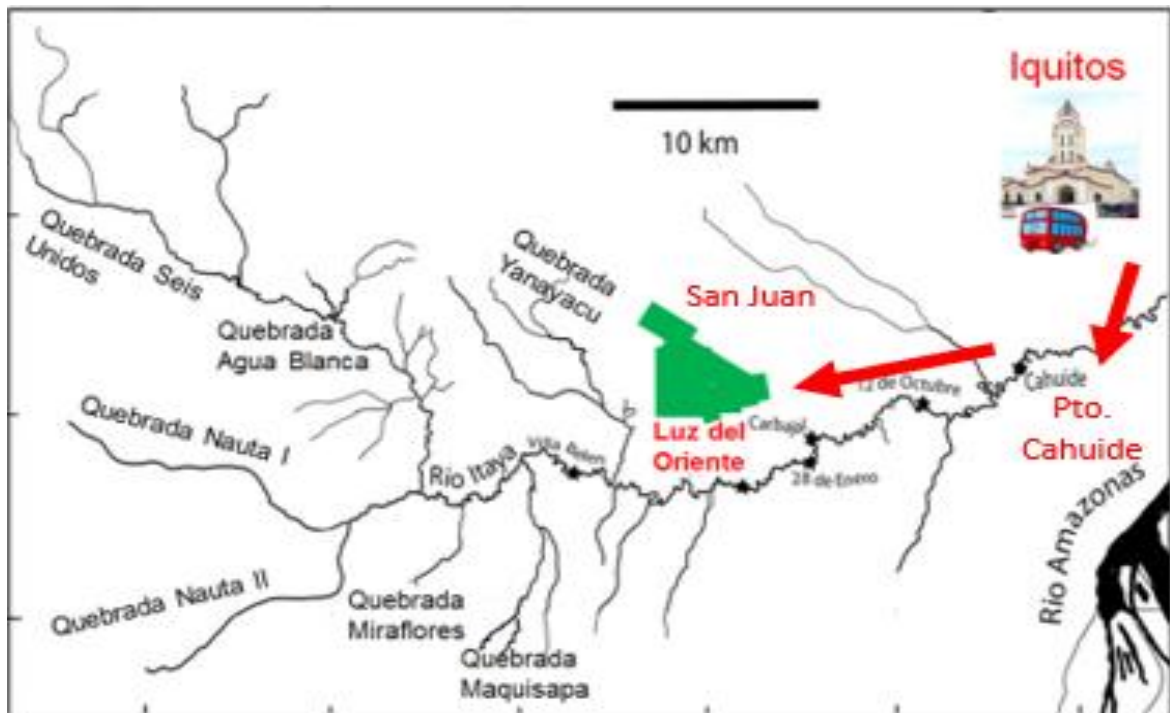 Iquitos
10 km
Quebrada Seis
Unidos
Quebrada
Yanayacu
San Juan
Quebrada
Agua Blanca
12 de Octubre
Cahuide
Pto.
Cahuide
Quebrada Nauta I
Río Itaya
Villa Belen
Luz del
Oriente
Carbajal
28 de Enero
Rio Amazonas
Quebrada Nauta II
Quebrada
Miraflores
Quebrada
Maquisapa